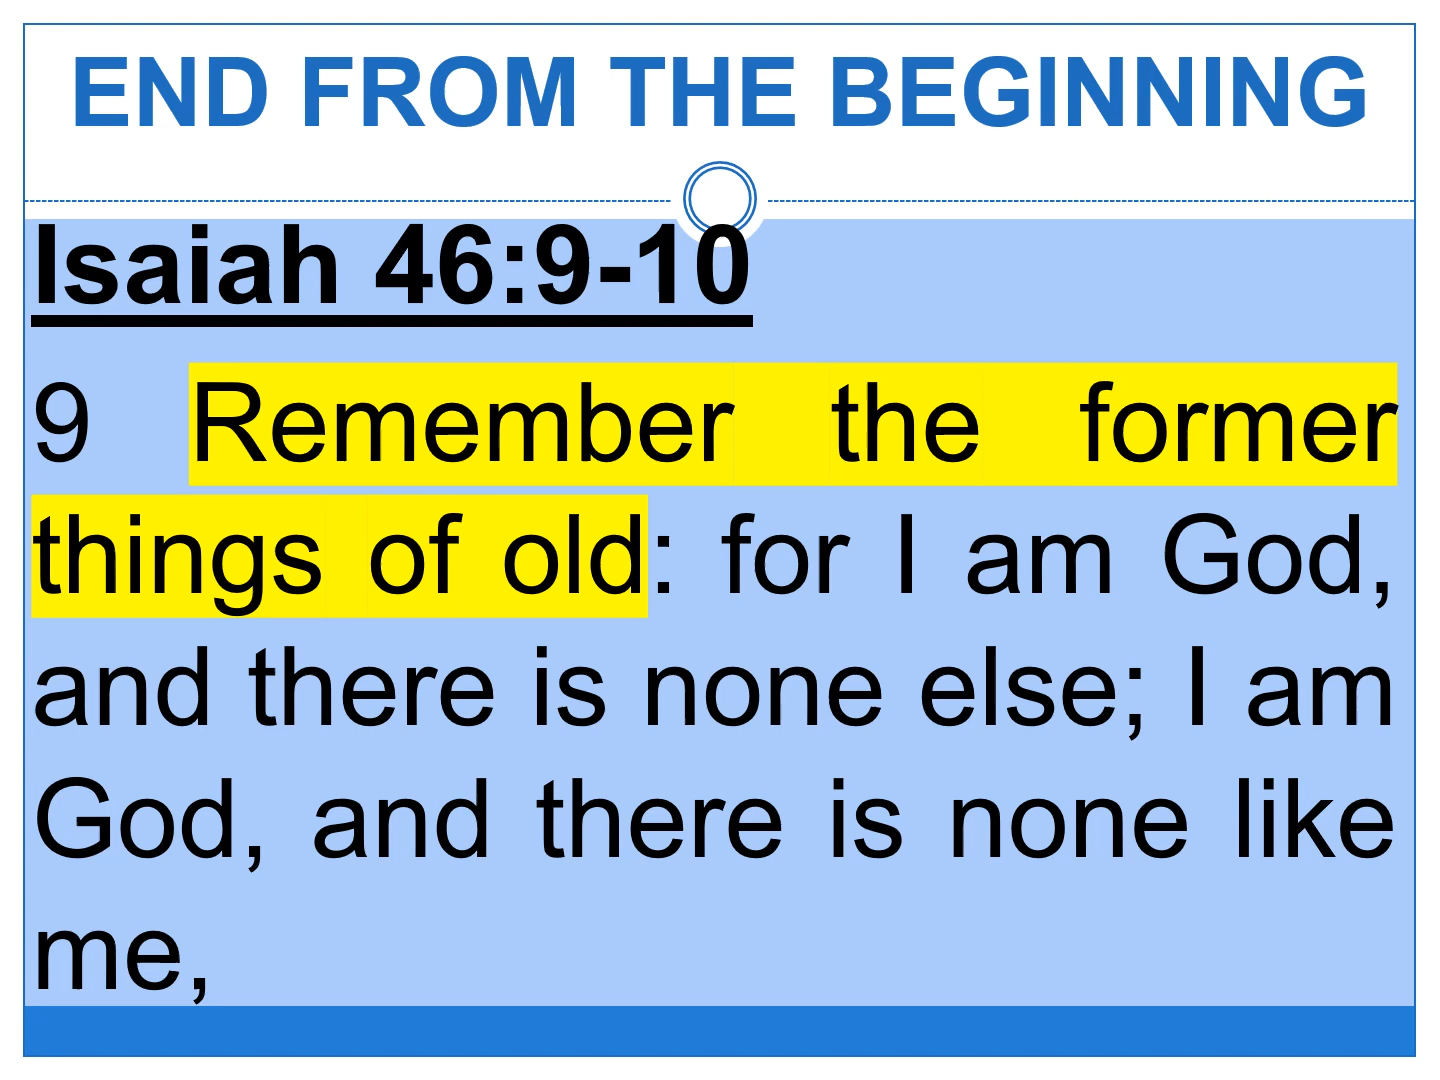 END FROM THE BEGINNING
Isaiah 46:9-10
9 Remember the former
things of old: for I am God,
and there is none else; I am
God, and there is none like
me,